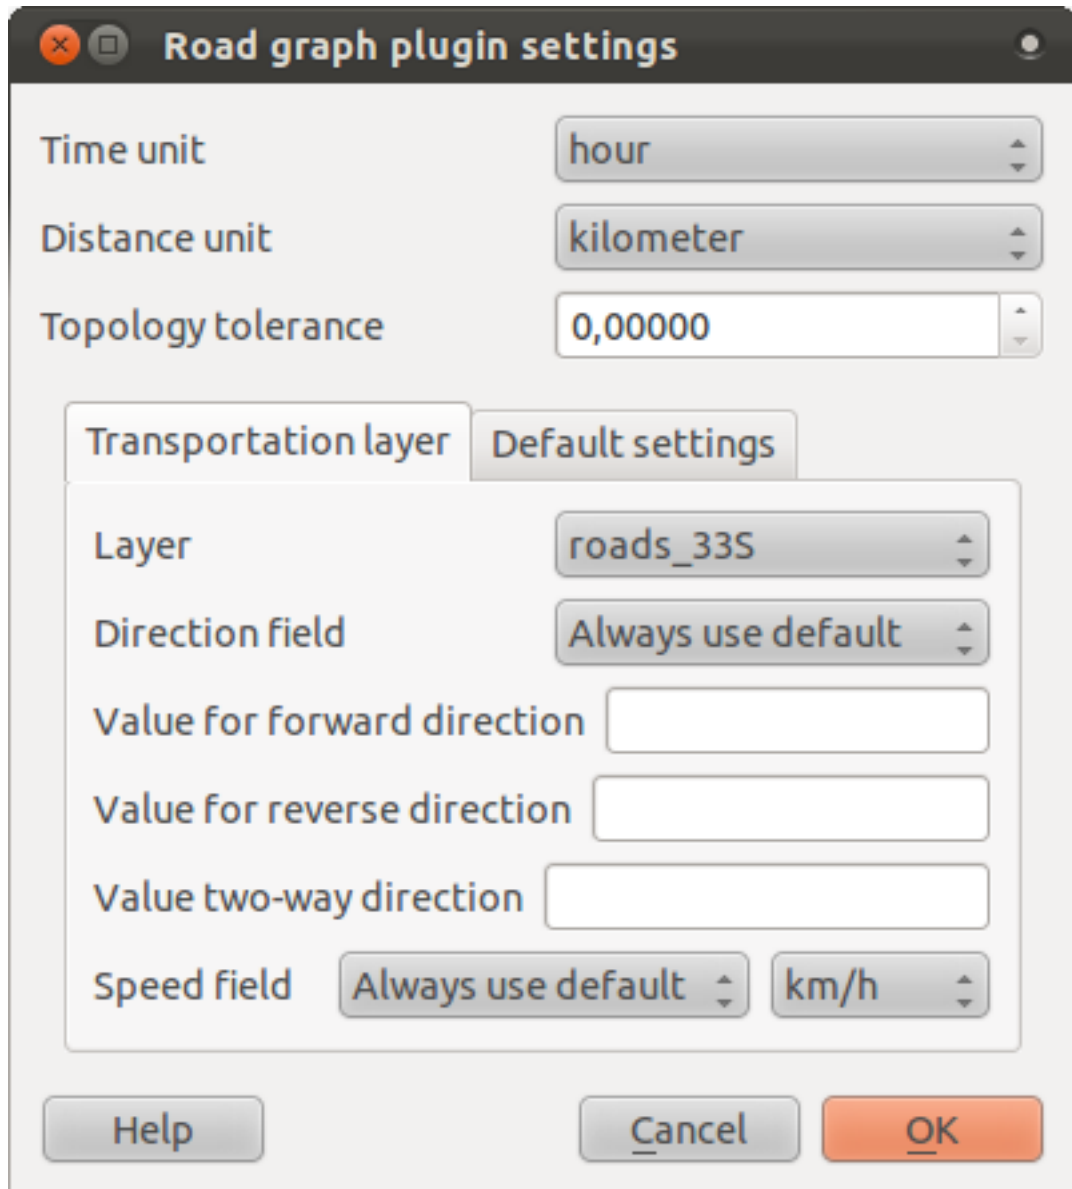 Road graph plugin settings
Time unit hour
Distance unit kilometer
Topology tolerance 0,00000
Transportation layer Default settings
Layer roads_33S
Direction field Always use default
Value for forward direction
Value for reverse direction
Value two-way direction
Speed field Always use default km/h
Help Cancel OK